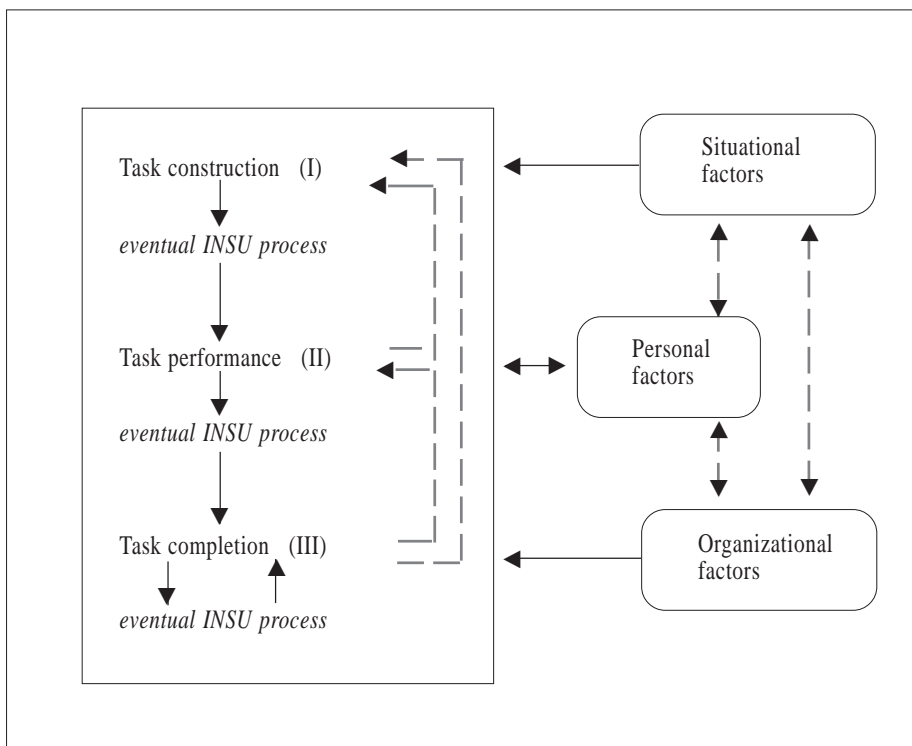 Task construction (I)
eventual INSU process
Task performance (II)
eventual INSU process
Task completion (III)
eventual INSU process
Situational
factors
Personal
factors
Organizational
factors